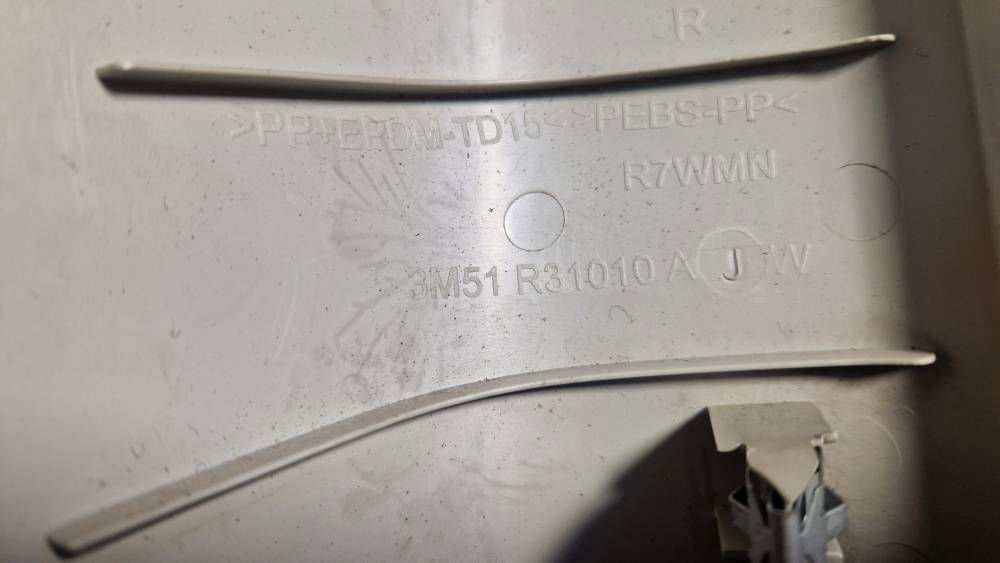 R
>PP+EPDM-TD15< >PEBS-PP<
R7WMN
3M51 R31010 A J W